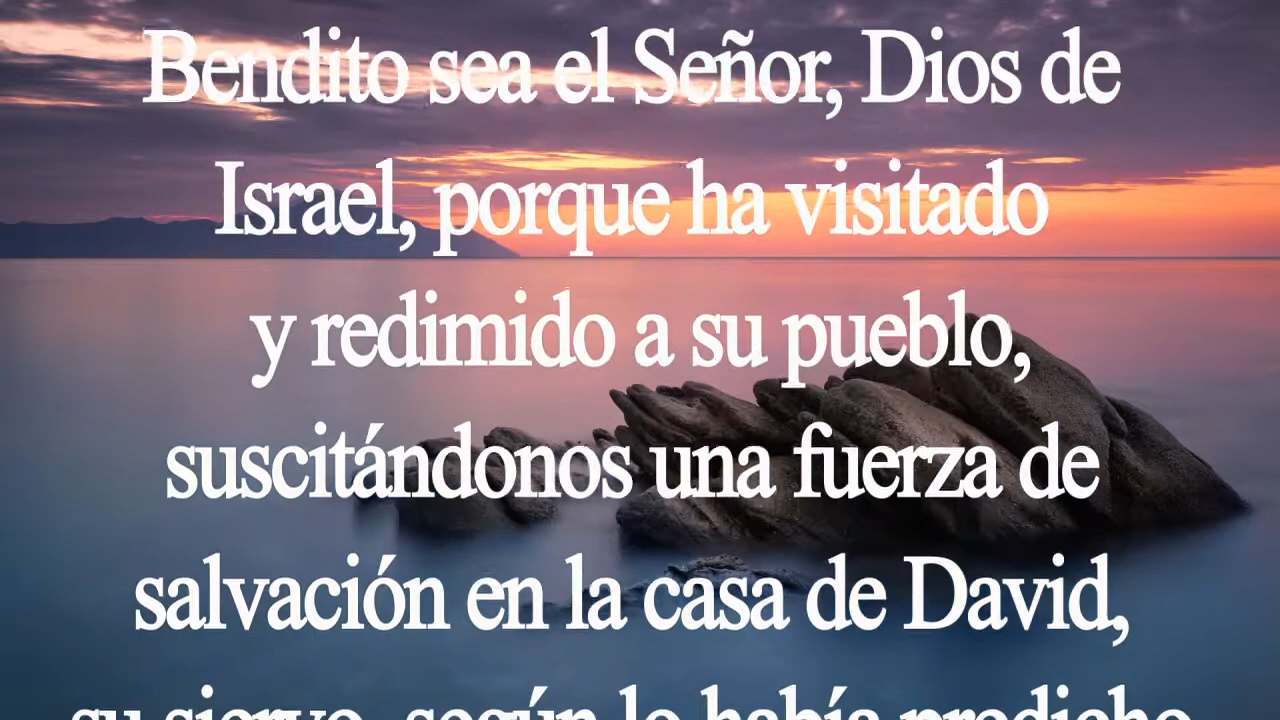 Bendito sea el Señor, Dios de
Israel, porque ha visitado
y redimido a su pueblo,
suscitándonos una fuerza de
salvación en la casa de David,
su siervo, según lo había predicho